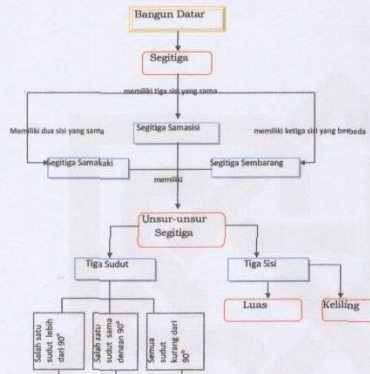 Bangun Datar
Segitiga
memiliki tiga sisi yang sama
Memiliki dua sisi yang sama
Segitiga Samasisi
memiliki ketiga sisi yang berbeda
Segitiga Samakaki
Segitiga Sembarang
memiliki
Unsur-unsur
Segitiga
Tiga Sudut
Tiga Sisi
Luas
Keliling
Salah satu
sudut lebih
dari 90°
Salah satu
sudut sama
dengan 90°
Semua
sudut
kurang dari
90°